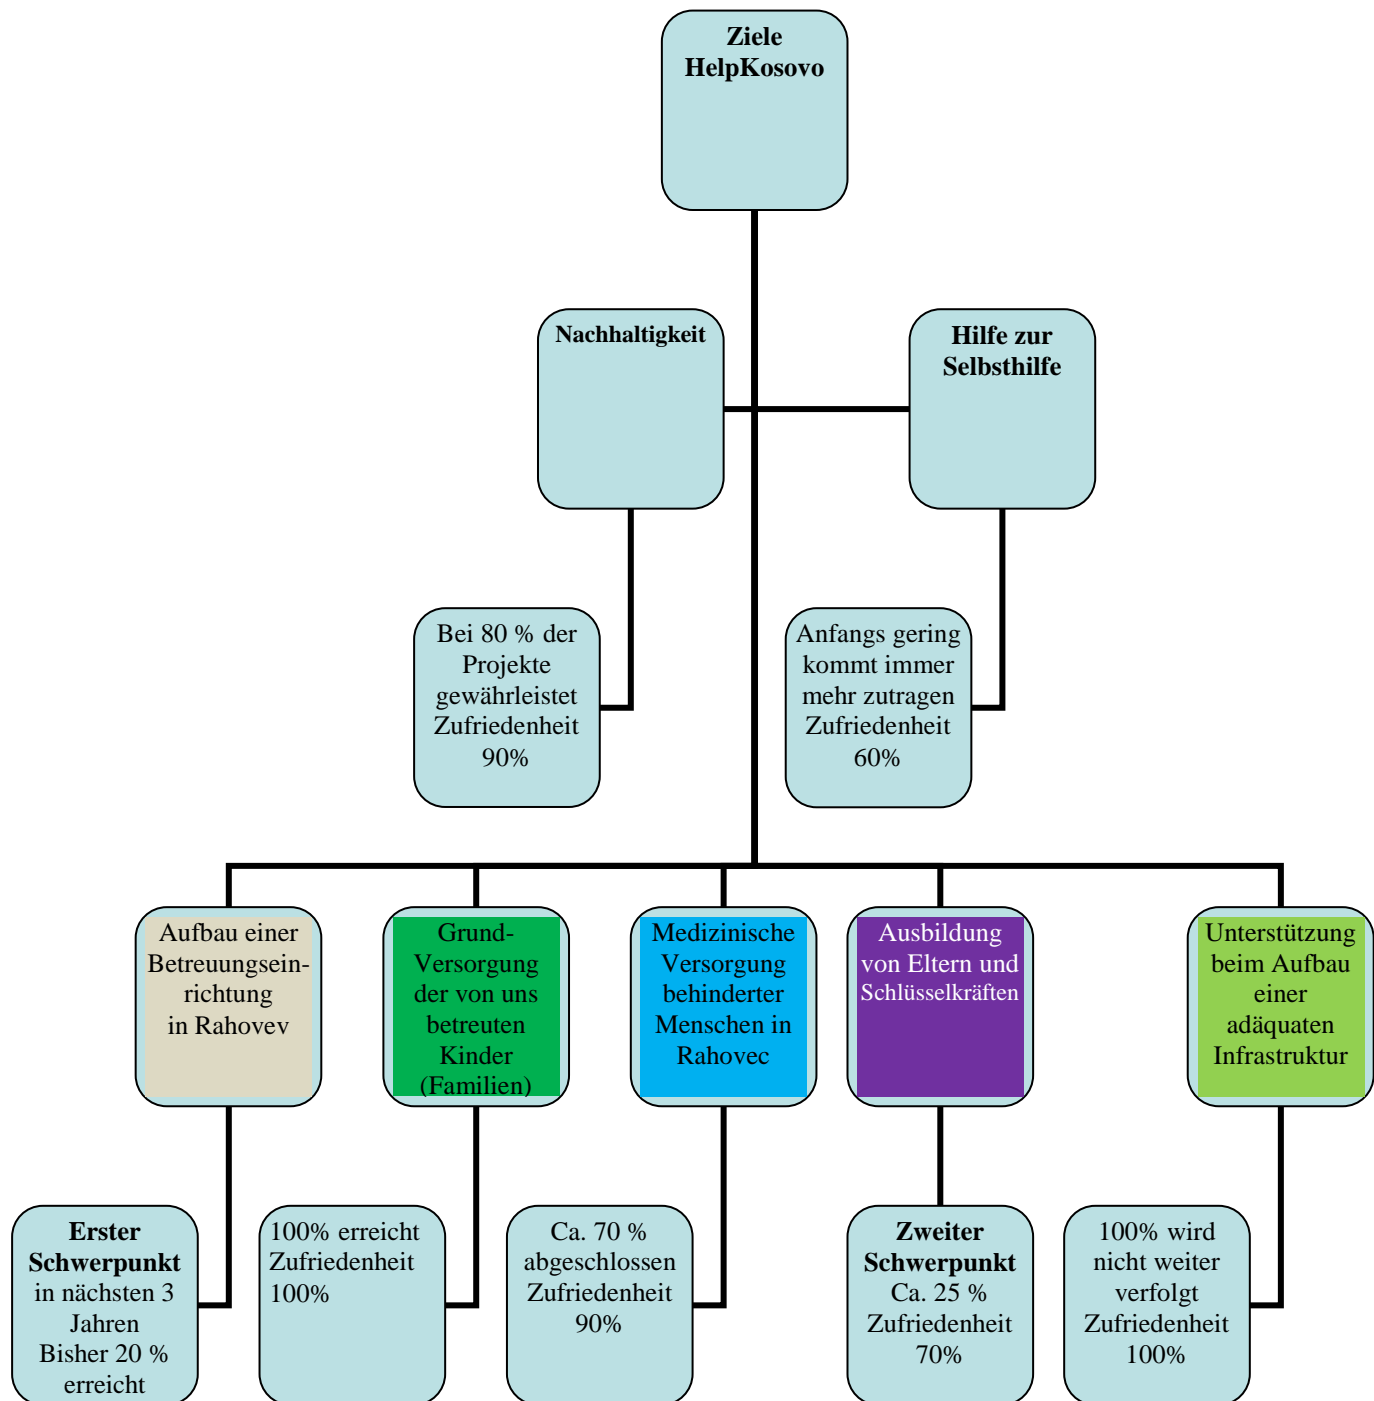 Ziele
HelpKosovo
Nachhaltigkeit
Hilfe zur
Selbsthilfe
Bei 80 % der
Projekte
gewährleistet
Zufriedenheit
90%
Anfangs gering
kommt immer
mehr zutragen
Zufriedenheit
60%
Aufbau einer
Betreuungsein-
richtung
in Rahovev
Grund-
Versorgung
der von uns
betreuten
Kinder
(Familien)
Medizinische
Versorgung
behinderter
Menschen in
Rahovec
Ausbildung
von Eltern und
Schlüsselkräften
Unterstützung
beim Aufbau
einer
adäquaten
Infrastruktur
Erster
Schwerpunkt
in nächsten 3
Jahren
Bisher 20 %
erreicht
100% erreicht
Zufriedenheit
100%
Ca. 70 %
abgeschlossen
Zufriedenheit
90%
Zweiter
Schwerpunkt
Ca. 25 %
Zufriedenheit
70%
100% wird
nicht weiter
verfolgt
Zufriedenheit
100%